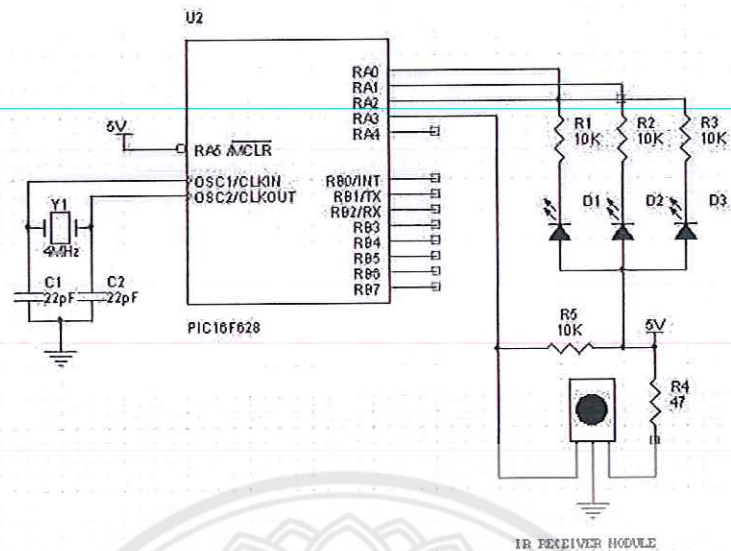 U2
RA0
RA1
RA2
RA3
RA4
5V
RA5/MCLR
OSC1/CLKIN
OSC2/CLKOUT
RB0/INT
RB1/TX
RB2/RX
RB3
RB4
RB5
RB6
RB7
Y1
4MHz
C1
22pF
C2
22pF
PIC16F628
R1
10K
R2
10K
R3
10K
D1
D2
D3
R5
10K
5V
R4
47
IR RECEIVER MODULE